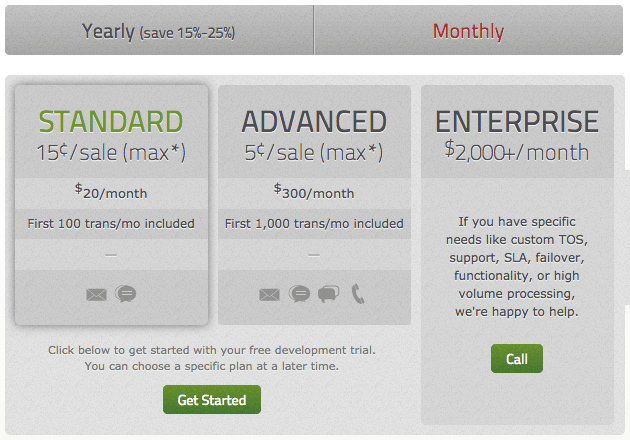 Yearly (save 15%-25%)
Monthly
STANDARD
15¢/sale (max*)
$20/month
First 100 trans/mo included
—
ADVANCED
5¢/sale (max*)
$300/month
First 1,000 trans/mo included
—
ENTERPRISE
$2,000+/month
If you have specific
needs like custom TOS,
support, SLA, failover,
functionality, or high
volume processing,
we're happy to help.
Call
Click below to get started with your free development trial.
You can choose a specific plan at a later time.
Get Started